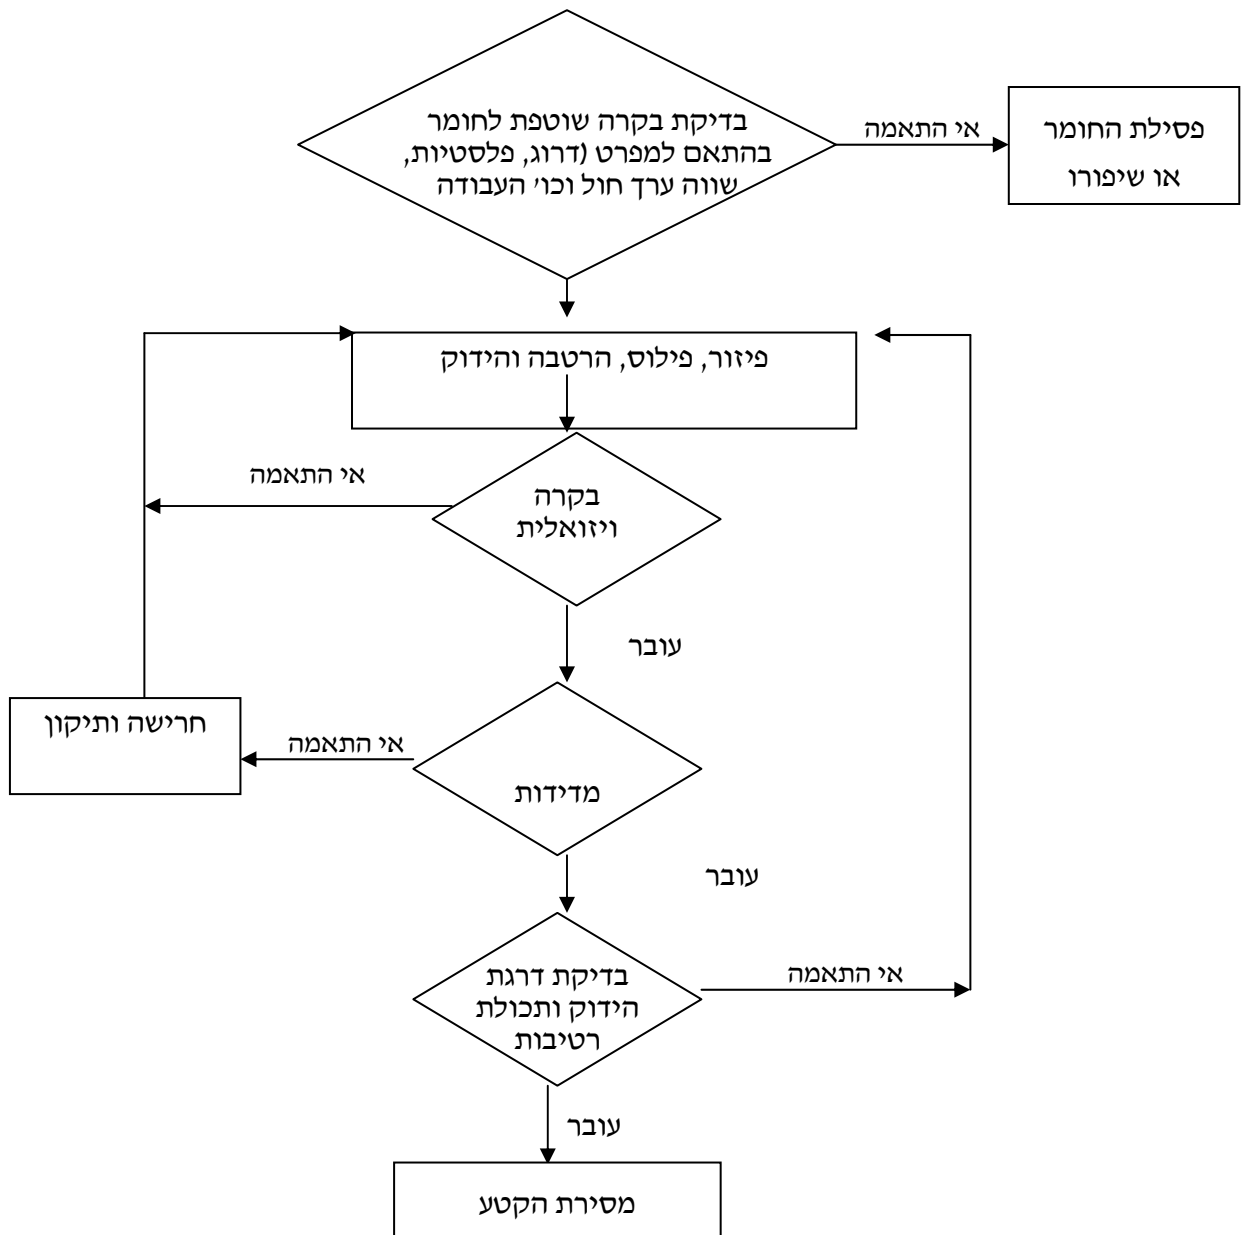 בדיקת בקרה שוטפת לחומר
בהתאם למפרט (דרוג, פלסטיות,
שווה ערך חול וכו' העבודה
אי התאמה
פסילת החומר
או שיפורו
פיזור, פילוס, הרטבה והידוק
אי התאמה
בקרה
ויזואלית
עובר
חרישה ותיקון
אי התאמה
מדידות
עובר
בדיקת דרגת
הידוק ותכולת
רטיבות
אי התאמה
עובר
מסירת הקטע